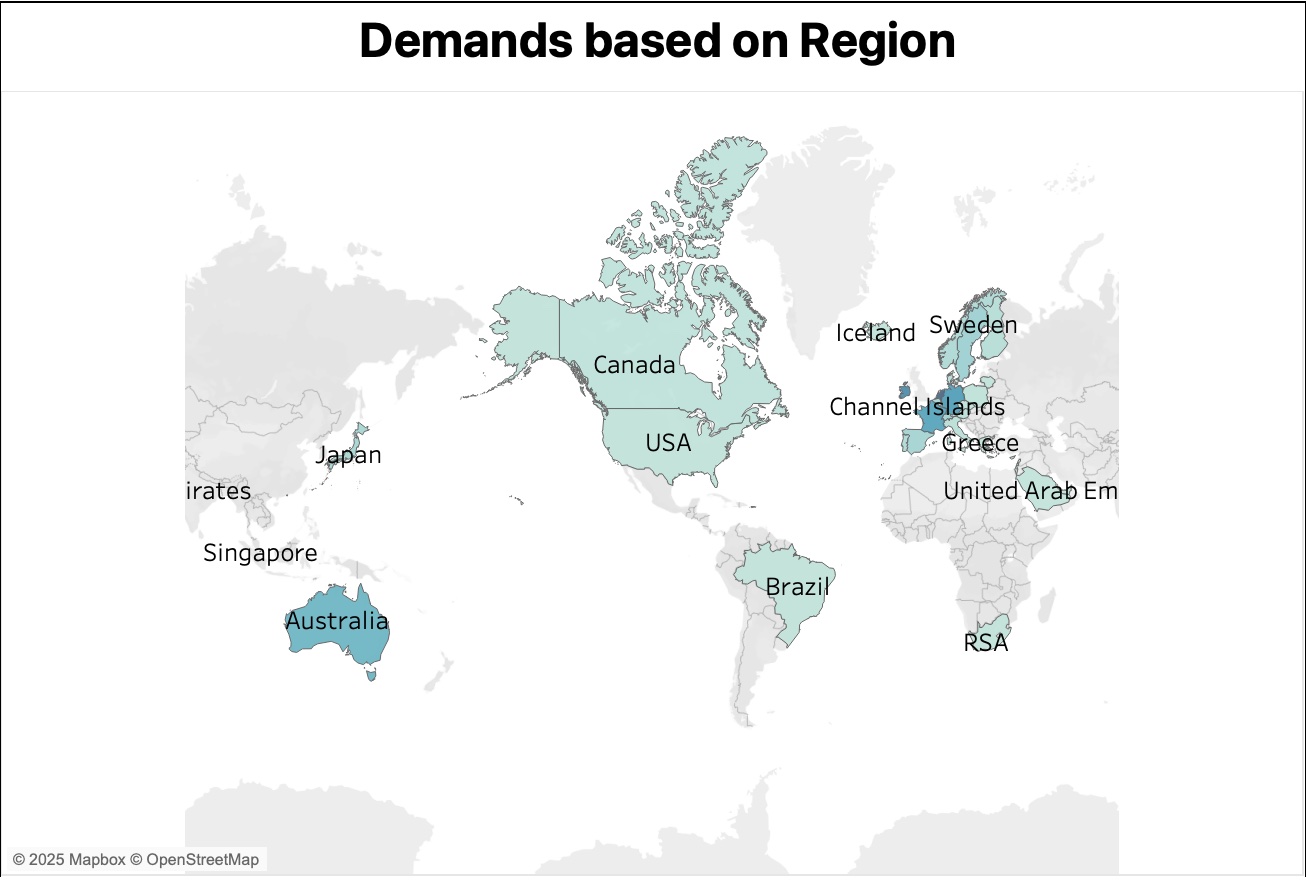 Demands based on Region
Iceland
Sweden
Canada
Channel Islands
USA
Greece
Japan
irates
United Arab Em
Singapore
Brazil
Australia
RSA
© 2025 Mapbox © OpenStreetMap